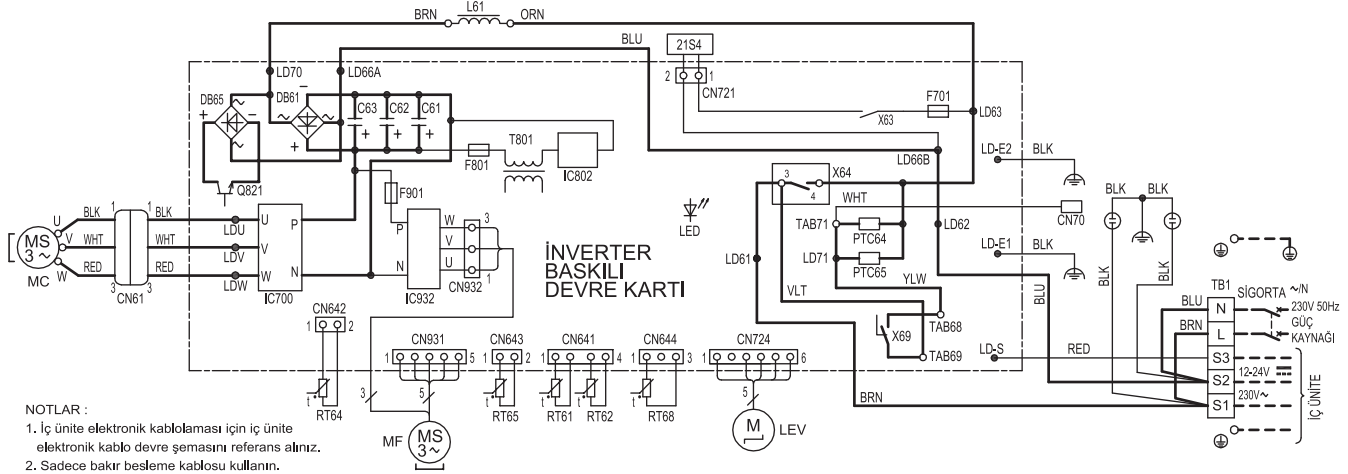 BRN L61 ORN
BLU
21S4
LD70
LD66A
2 1
CN721
DB65
DB61
C63 C62 C61
F701
X63
LD63
T801
F801
IC802
Q821
F901
LD66B
LD-E2 BLK
X64
3
4
WHT
CN70
LED
TAB71
PTC64
LD62
BLK BLK
U BLK 1 1 BLK LDU U P
MS 3~ V WHT WHT LDV V
MC W RED 3 3 RED LDW W N
CN61
IC700
P W 3
V
N U 1
IC932
CN932
İNVERTER
BASKILI
DEVRE KARTI
LD61
LD71
PTC65
LD-E1 BLK
YLW
VLT
BLU
BLK
BLK
X69
TAB68
TAB69
TB1
BLU N SİGORTA ~/N
230V 50Hz
BRN L GÜÇ
KAYNAĞI
LD-S RED S3
S2 12-24V
S1 230V~
İÇ ÜNİTE
BRN
CN642
1 2
CN931
1 5
CN643
1 2
CN641
1 4
CN644
1 3
CN724
1 6
t° RT64
3
5
t° RT65
t° RT61
t° RT62
t° RT68
5
MF MS 3~
M LEV
NOTLAR :
1. İç ünite elektronik kablolaması için iç ünite
elektronik kablo devre şemasını referans alınız.
2. Sadece bakır besleme kablosu kullanın.